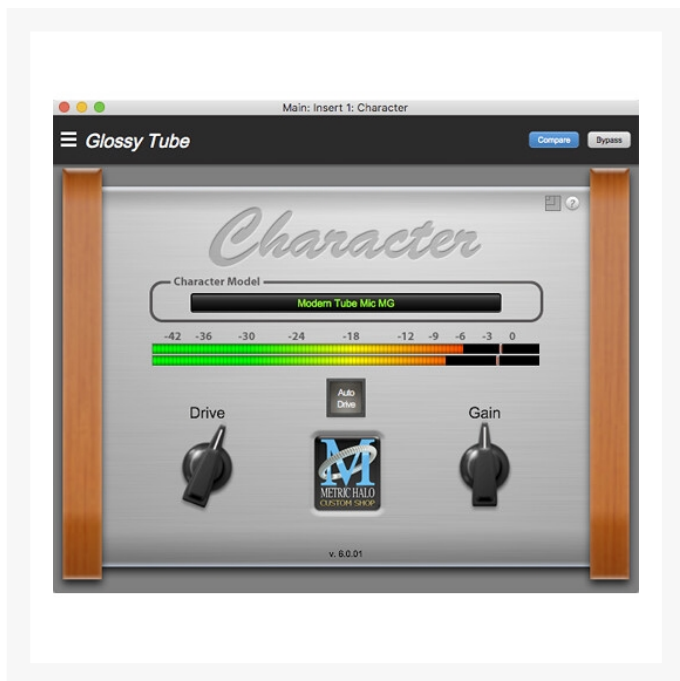 Main: Insert 1: Character
☰ Glossy Tube Compare Bypass
?
Character
Character Model
Modern Tube Mic MG
-42 -36 -30 -24 -18 -12 -9 -6 -3 0
Auto
Drive
Drive Gain
M
METRIC HALO
CUSTOM SHOP
v. 6.0.01